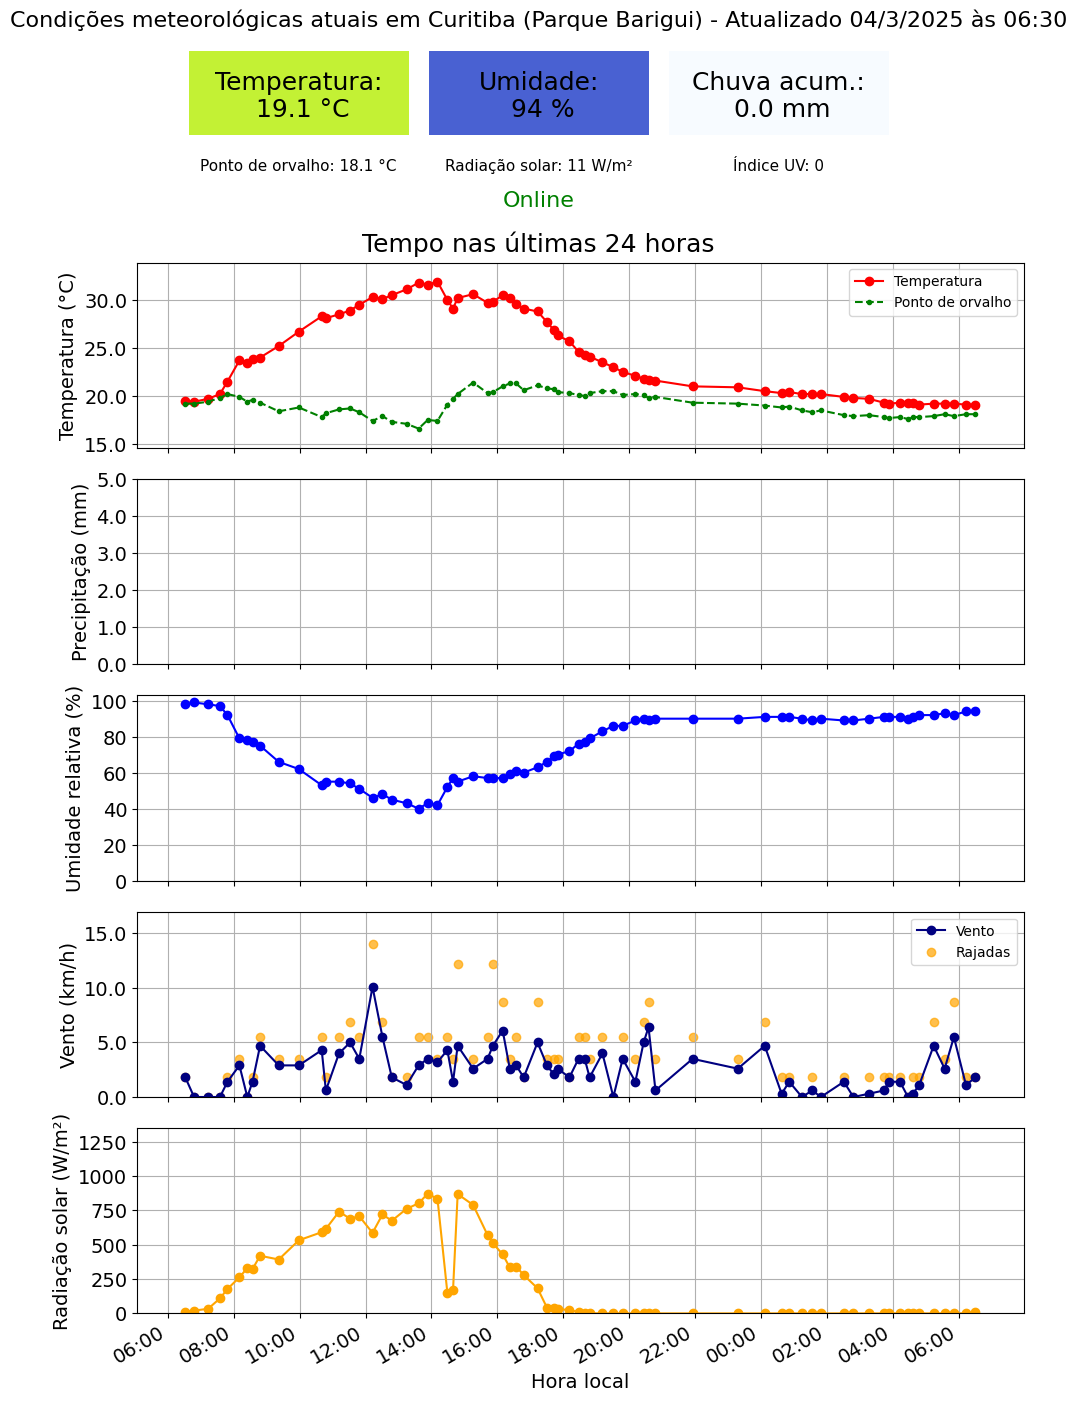 Condições meteorológicas atuais em Curitiba (Parque Barigui) - Atualizado 04/3/2025 às 06:30
Temperatura:
19.1 °C
Umidade:
94 %
Chuva acum.:
0.0 mm
Ponto de orvalho: 18.1 °C
Radiação solar: 11 W/m²
Índice UV: 0
Online
Tempo nas últimas 24 horas
Temperatura (°C)
30.0
25.0
20.0
15.0
Temperatura
Ponto de orvalho
Precipitação (mm)
5.0
4.0
3.0
2.0
1.0
0.0
Umidade relativa (%)
100
80
60
40
20
0
Vento (km/h)
15.0
10.0
5.0
0.0
Vento
Rajadas
Radiação solar (W/m²)
1250
1000
750
500
250
0
06:00
08:00
10:00
12:00
14:00
16:00
18:00
20:00
22:00
00:00
02:00
04:00
06:00
Hora local